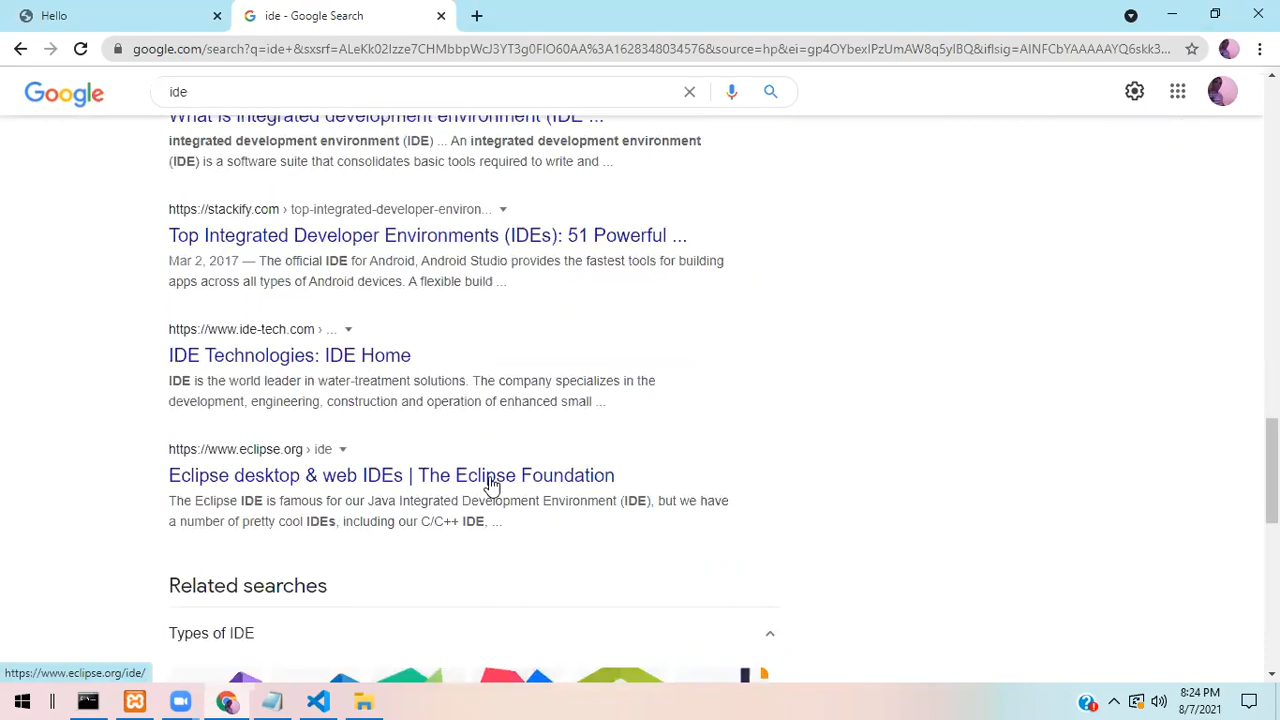 Hello
ide - Google Search
google.com/search?q=ide+&sxsrf=ALeKk02Izze7CHMbbpWcJ3YT3g0FlO60AA%3A1628348034576&source=hp&ei=gp4OYbexIPzUmAW8q5yIBQ&iflsig=AINFCbYAAAAAYQ6skk3...
Google
ide
What is integrated development environment (IDE ...
integrated development environment (IDE) ... An integrated development environment
(IDE) is a software suite that consolidates basic tools required to write and ...
https://stackify.com › top-integrated-developer-environ...
Top Integrated Developer Environments (IDEs): 51 Powerful ...
Mar 2, 2017 — The official IDE for Android, Android Studio provides the fastest tools for building
apps across all types of Android devices. A flexible build ...
https://www.ide-tech.com › ...
IDE Technologies: IDE Home
IDE is the world leader in water-treatment solutions. The company specializes in the
development, engineering, construction and operation of enhanced small ...
https://www.eclipse.org › ide
Eclipse desktop & web IDEs | The Eclipse Foundation
The Eclipse IDE is famous for our Java Integrated Development Environment (IDE), but we have
a number of pretty cool IDEs, including our C/C++ IDE, ...
Related searches
Types of IDE
https://www.eclipse.org/ide/
8:24 PM
8/7/2021